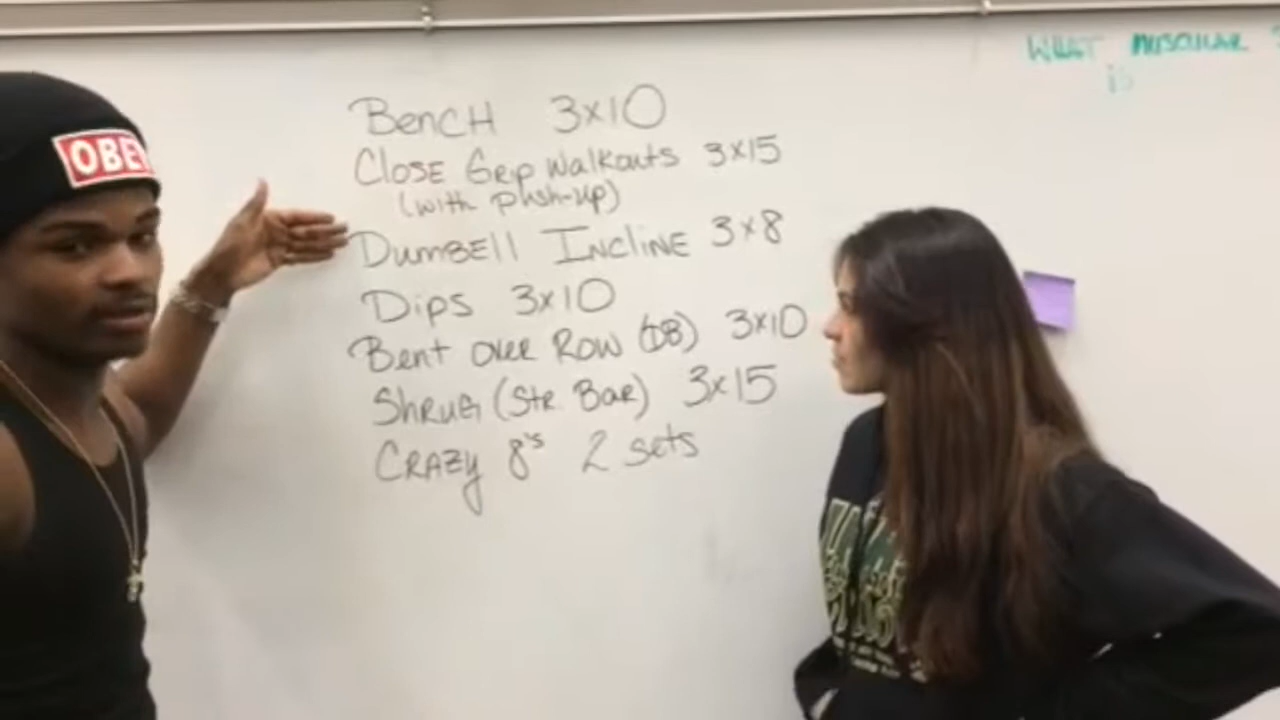 WHAT MUSCULAR
is
OBEY
BENCH 3x10
Close Grip Walkouts 3x15
(with push-up)
Dumbell Incline 3x8
Dips 3x10
Bent Over Row (DB) 3x10
Shrug (Str. Bar) 3x15
Crazy 8's 2 sets